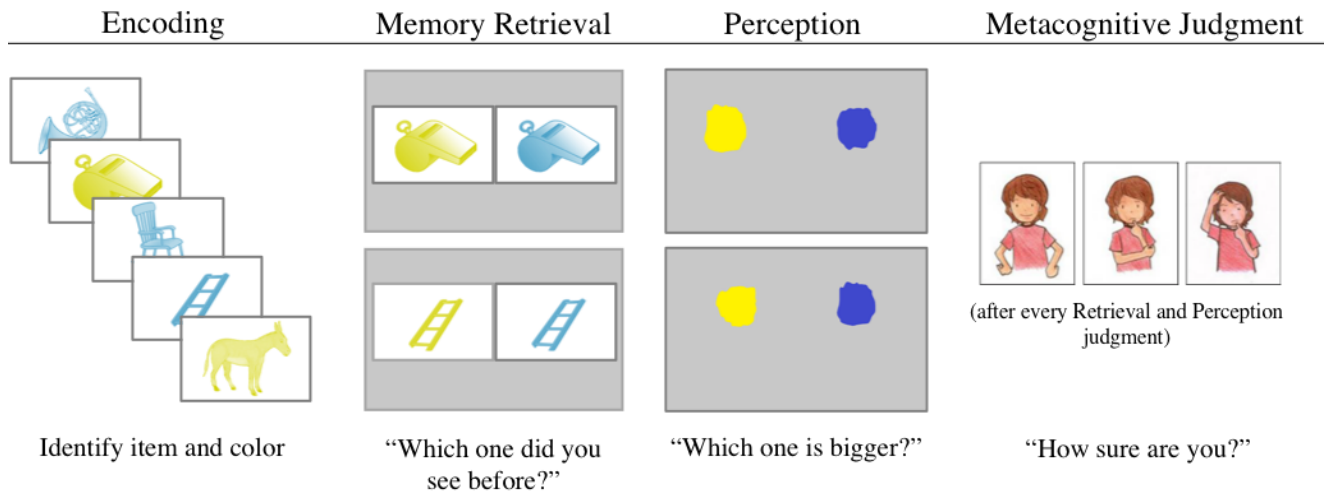 Encoding
Memory Retrieval
Perception
Metacognitive Judgment
(after every Retrieval and Perception
judgment)
Identify item and color
“Which one did you
see before?”
“Which one is bigger?”
“How sure are you?”